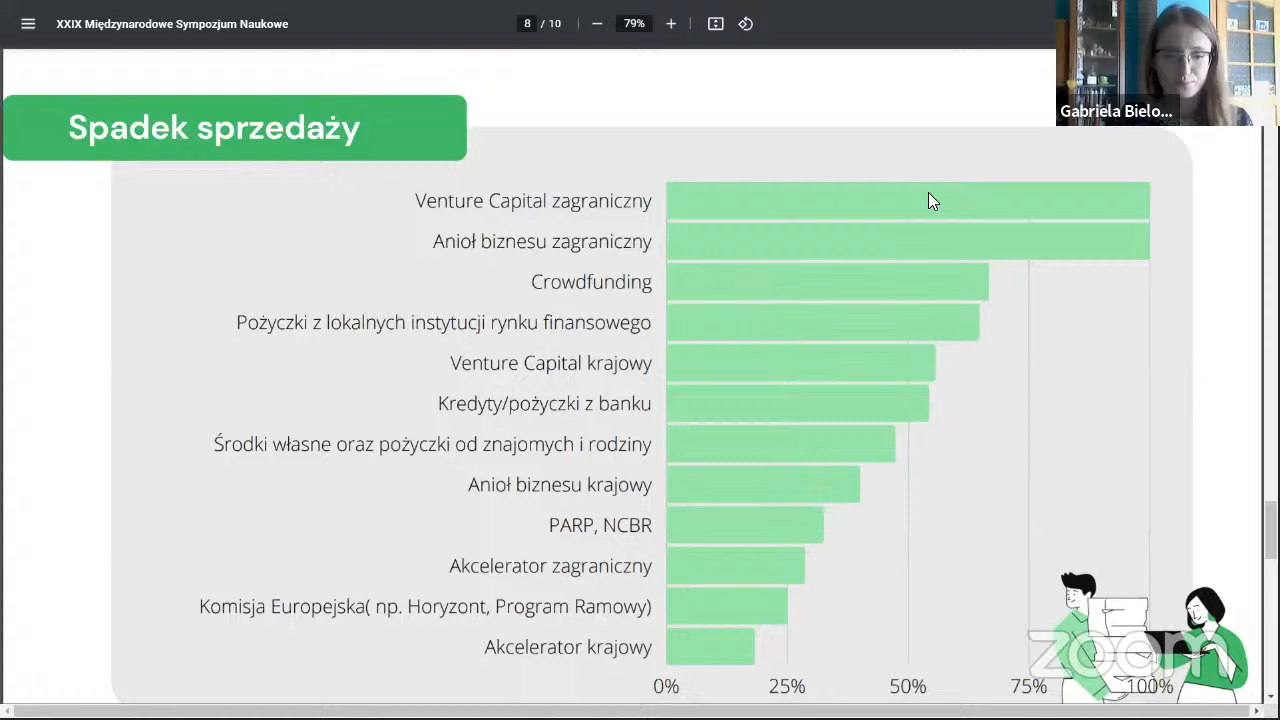 XXIX Międzynarodowe Sympozjum Naukowe
8 / 10
79%
Gabriela Bielo...
Spadek sprzedaży
Venture Capital zagraniczny
Anioł biznesu zagraniczny
Crowdfunding
Pożyczki z lokalnych instytucji rynku finansowego
Venture Capital krajowy
Kredyty/pożyczki z banku
Środki własne oraz pożyczki od znajomych i rodziny
Anioł biznesu krajowy
PARP, NCBR
Akcelerator zagraniczny
Komisja Europejska( np. Horyzont, Program Ramowy)
Akcelerator krajowy
0% 25% 50% 75% 100%
zoom